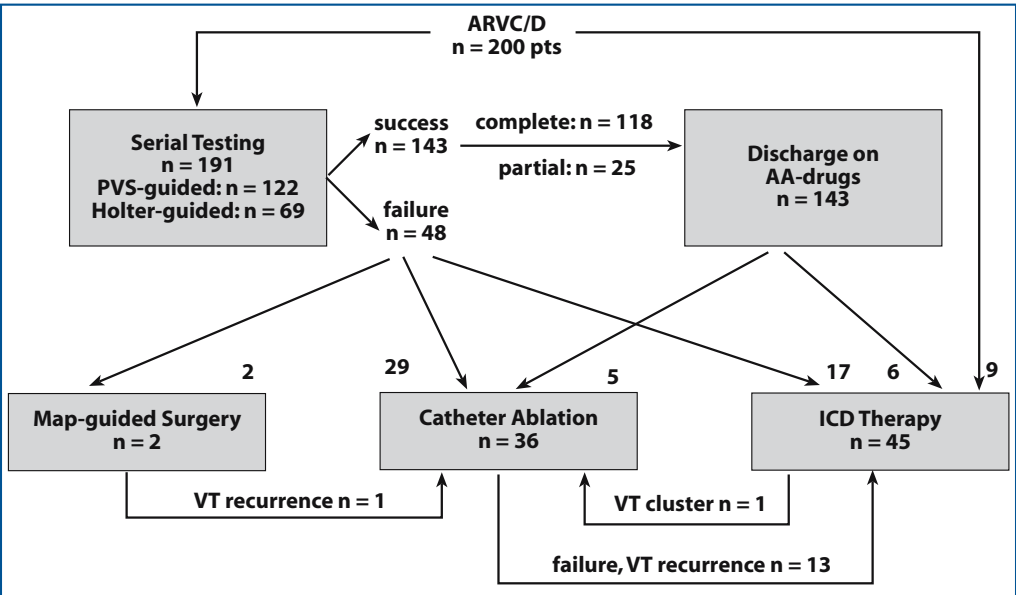 ARVC/D
n = 200 pts
Serial Testing
n = 191
PVS-guided: n = 122
Holter-guided: n = 69
success
n = 143
complete: n = 118
partial: n = 25
failure
n = 48
Discharge on
AA-drugs
n = 143
2
29
5
17
6
9
Map-guided Surgery
n = 2
Catheter Ablation
n = 36
ICD Therapy
n = 45
VT recurrence n = 1
VT cluster n = 1
failure, VT recurrence n = 13